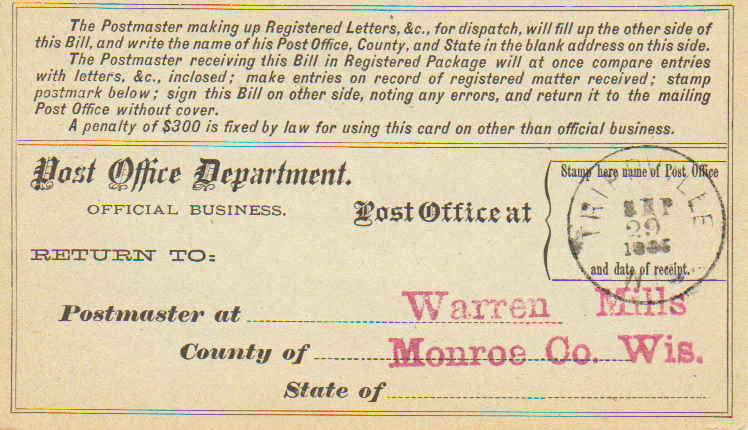 The Postmaster making up Registered Letters, &c., for dispatch, will fill up the other side of
this Bill, and write the name of his Post Office, County, and State in the blank address on this side.
The Postmaster receiving this Bill in Registered Package will at once compare entries
with letters, &c., inclosed; make entries on record of registered matter received; stamp
postmark below; sign this Bill on other side, noting any errors, and return it to the mailing
Post Office without cover.
A penalty of $300 is fixed by law for using this card on other than official business.
Post Office Department.
OFFICIAL BUSINESS.
Post Office at
Stamp here name of Post Office
TRIPPVILLE
SEP
29
and date of receipt.
RETURN TO:
Postmaster at Warren Mills
County of Monroe Co. Wis.
State of